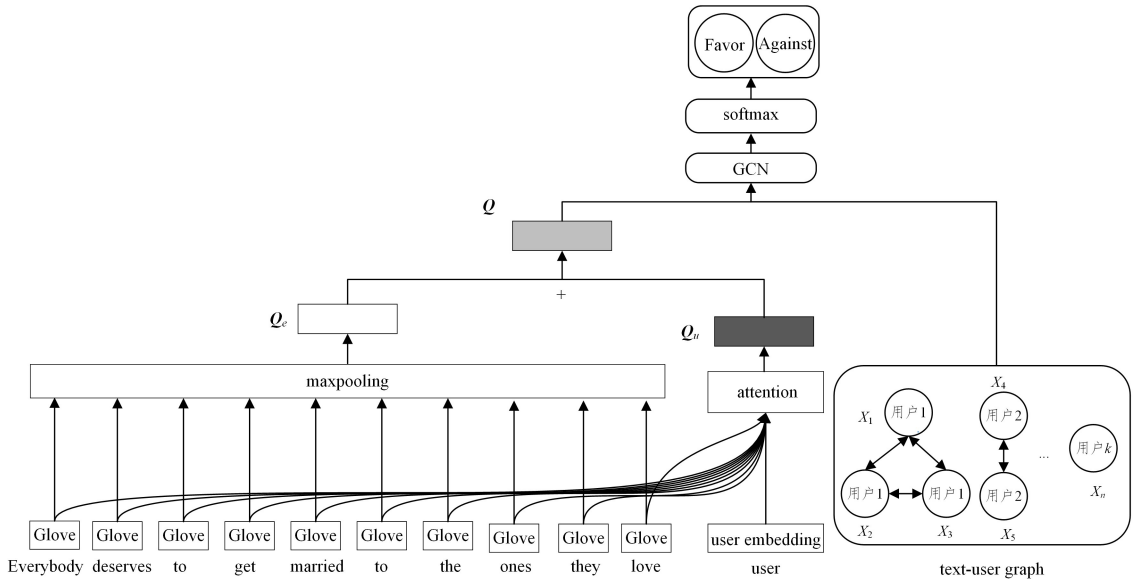 Favor Against
softmax
GCN
Q
+
Qe
Qu
maxpooling
attention
X4
X1 用户1 用户2 用户k
...
Xn
用户1 用户1 用户2
X2 X3 X5
Glove Glove Glove Glove Glove Glove Glove Glove Glove Glove user embedding
Everybody deserves to get married to the ones they love user text-user graph